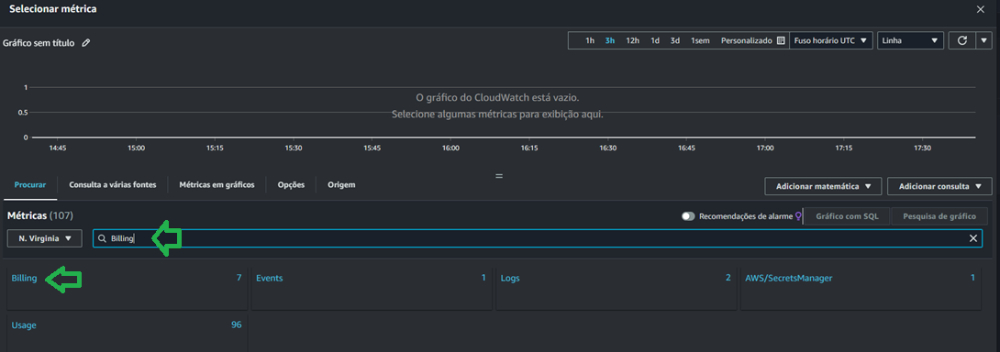 Selecionar métrica
Gráfico sem título
1h 3h 12h 1d 3d 1sem Personalizado Fuso horário UTC Linha
1
0.5
0
O gráfico do CloudWatch está vazio.
Selecione algumas métricas para exibição aqui.
14:45 15:00 15:15 15:30 15:45 16:00 16:15 16:30 16:45 17:00 17:15 17:30
Procurar Consulta a várias fontes Métricas em gráficos Opções Origem Adicionar matemática Adicionar consulta
Métricas (107) Recomendações de alarme Gráfico com SQL Pesquisa de gráfico
N. Virginia Billing
Billing 7 Events 1 Logs 2 AWS/SecretsManager 1
Usage 96